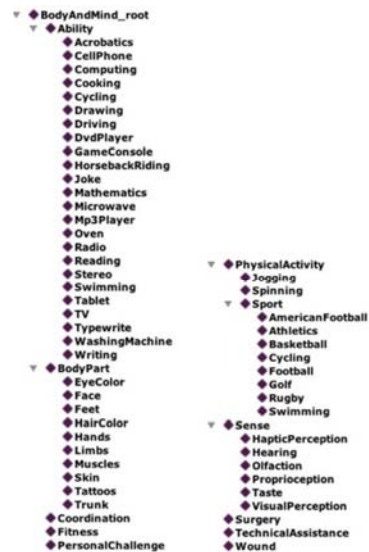 BodyAndMind_root
Ability
Acrobatics
CellPhone
Computing
Cooking
Cycling
Drawing
Driving
DvdPlayer
GameConsole
HorsebackRiding
Joke
Mathematics
Microwave
Mp3Player
Oven
Radio
Reading
Stereo
Swimming
Tablet
TV
Typewrite
WashingMachine
Writing
BodyPart
EyeColor
Face
Feet
HairColor
Hands
Limbs
Muscles
Skin
Tattoos
Trunk
Coordination
Fitness
PersonalChallenge
PhysicalActivity
Jogging
Spinning
Sport
AmericanFootball
Athletics
Basketball
Cycling
Football
Golf
Rugby
Swimming
Sense
HapticPerception
Hearing
Olfaction
Proprioception
Taste
VisualPerception
Surgery
TechnicalAssistance
Wound